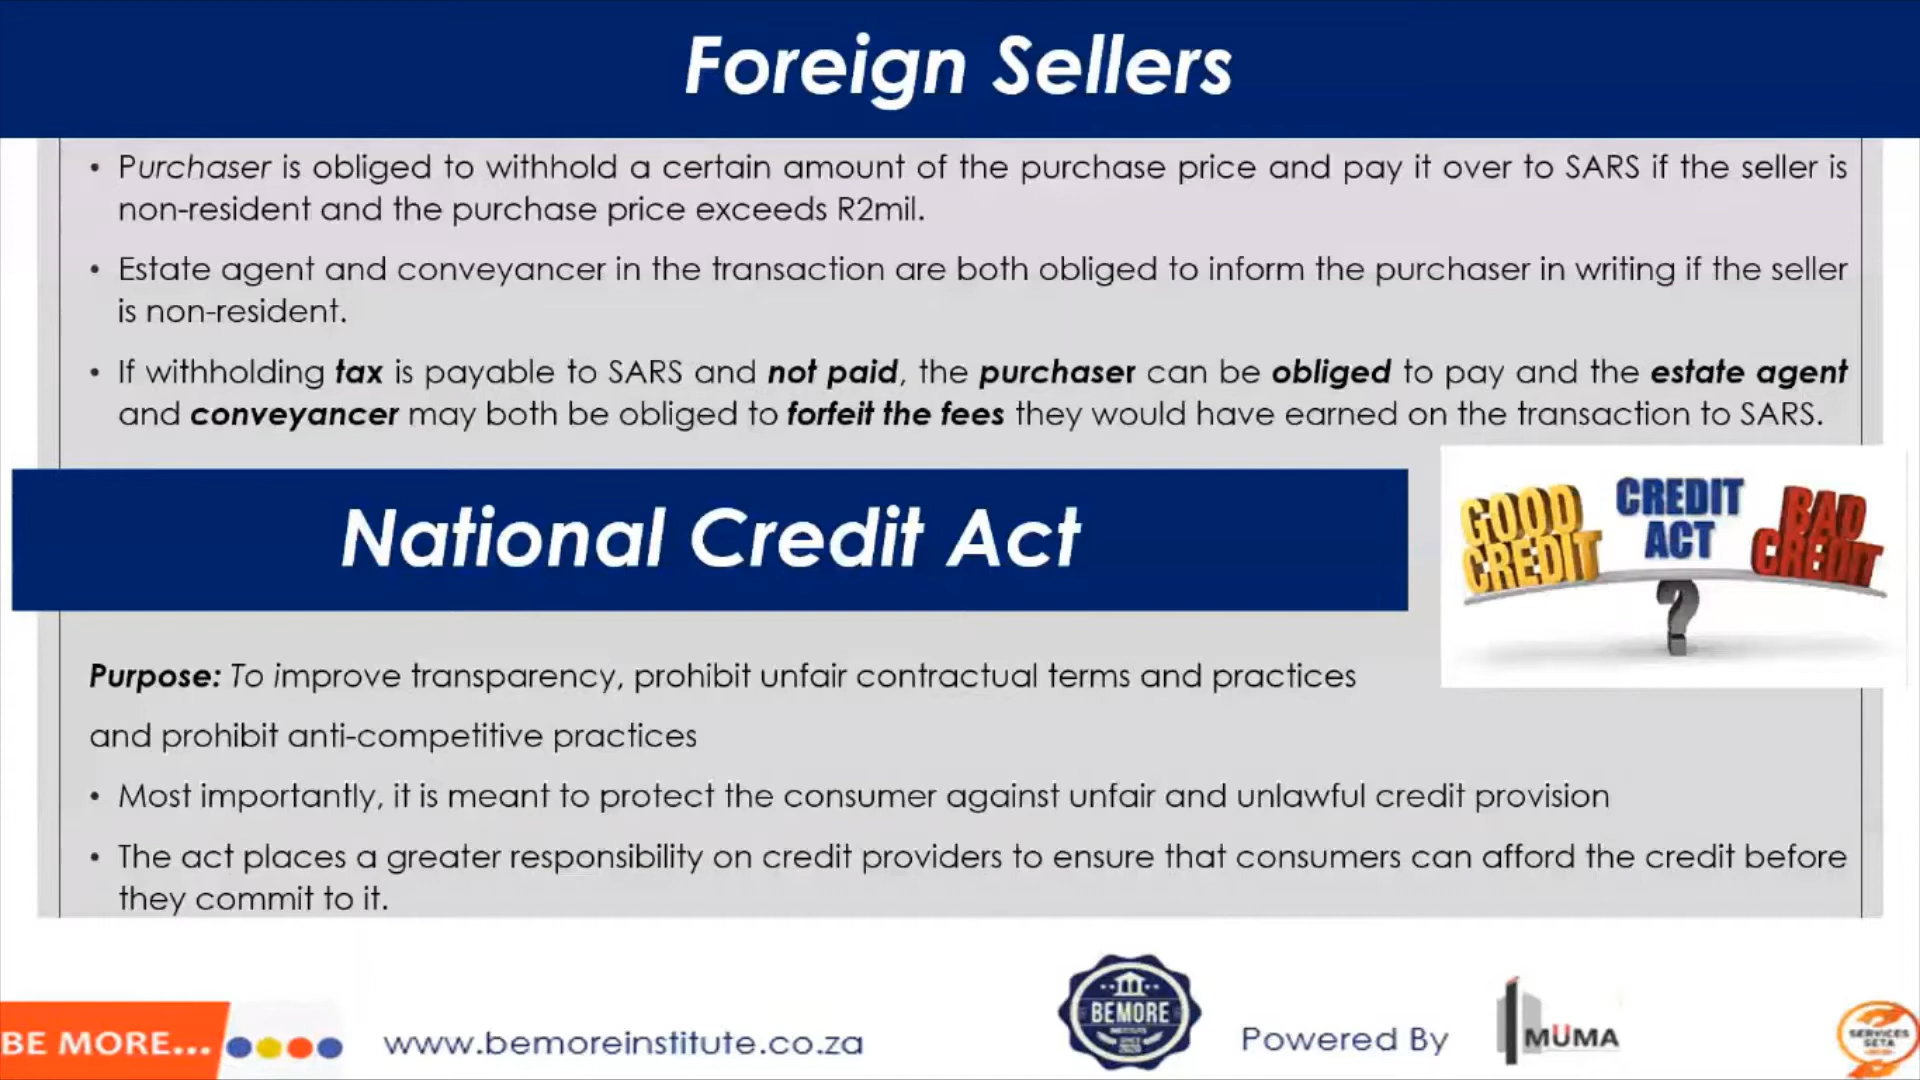 Foreign Sellers
• Purchaser is obliged to withhold a certain amount of the purchase price and pay it over to SARS if the seller is
non-resident and the purchase price exceeds R2mil.
• Estate agent and conveyancer in the transaction are both obliged to inform the purchaser in writing if the seller
is non-resident.
• If withholding tax is payable to SARS and not paid, the purchaser can be obliged to pay and the estate agent
and conveyancer may both be obliged to forfeit the fees they would have earned on the transaction to SARS.
National Credit Act
GOOD CREDIT
CREDIT ACT
BAD CREDIT
?
Purpose: To improve transparency, prohibit unfair contractual terms and practices
and prohibit anti-competitive practices
• Most importantly, it is meant to protect the consumer against unfair and unlawful credit provision
• The act places a greater responsibility on credit providers to ensure that consumers can afford the credit before
they commit to it.
BE MORE...
www.bemoreinstitute.co.za
BEMORE
INSTITUTE
SINCE
2020
Powered By
MUMA
SERVICES
SETA